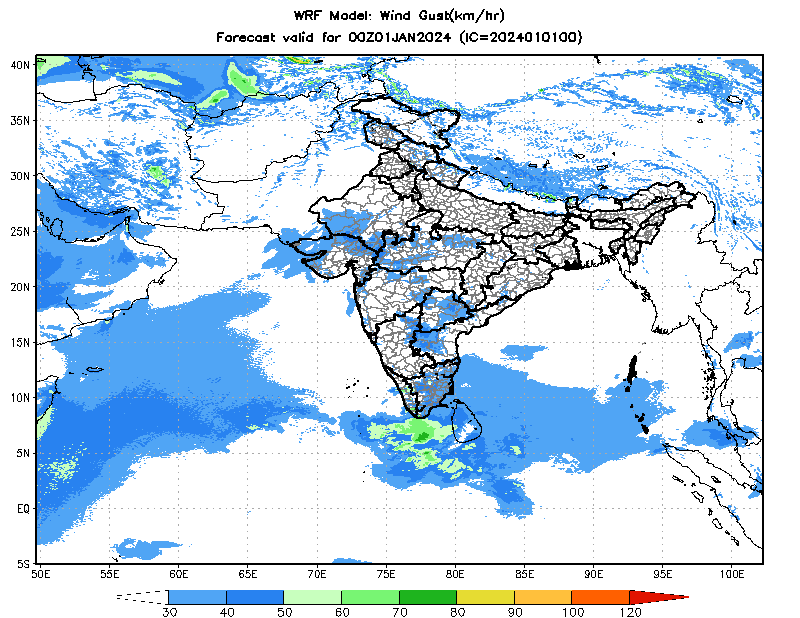 WRF Model: Wind Gust(km/hr)
Forecast valid for 00Z01JAN2024 (IC=2024010100)
40N
35N
30N
25N
20N
15N
10N
5N
EQ
5S
50E 55E 60E 65E 70E 75E 80E 85E 90E 95E 100E
30 40 50 60 70 80 90 100 120